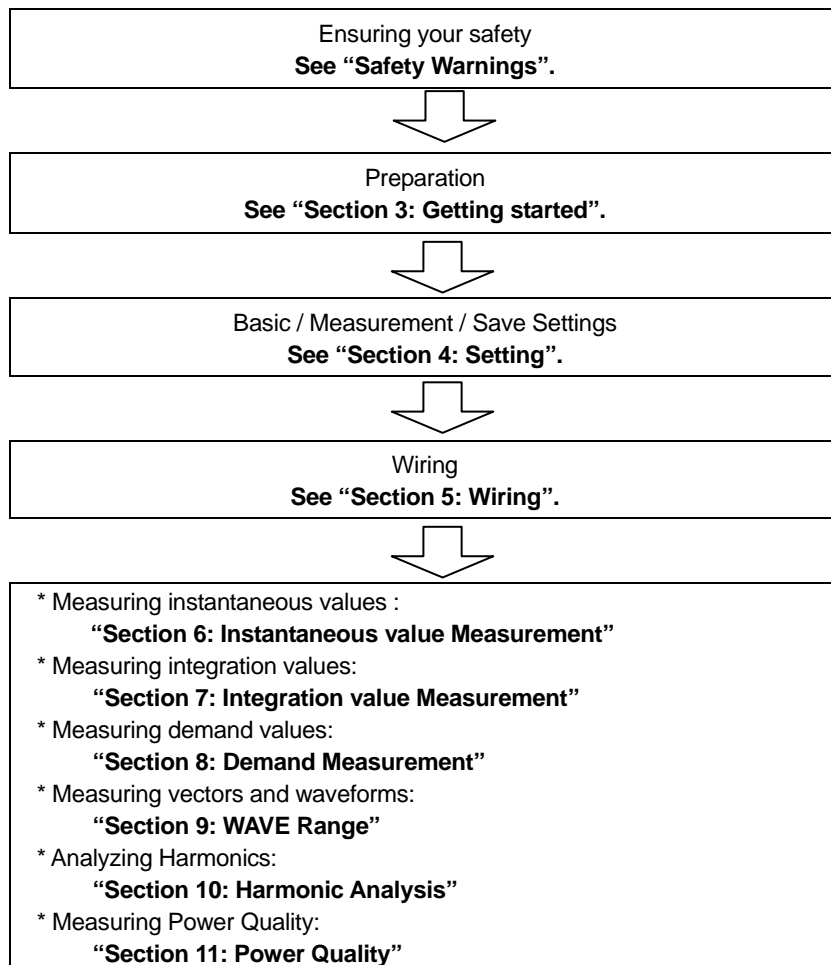 Ensuring your safety
See “Safety Warnings”.
Preparation
See “Section 3: Getting started”.
Basic / Measurement / Save Settings
See “Section 4: Setting”.
Wiring
See “Section 5: Wiring”.
* Measuring instantaneous values :
“Section 6: Instantaneous value Measurement”
* Measuring integration values:
“Section 7: Integration value Measurement”
* Measuring demand values:
“Section 8: Demand Measurement”
* Measuring vectors and waveforms:
“Section 9: WAVE Range”
* Analyzing Harmonics:
“Section 10: Harmonic Analysis”
* Measuring Power Quality:
“Section 11: Power Quality”